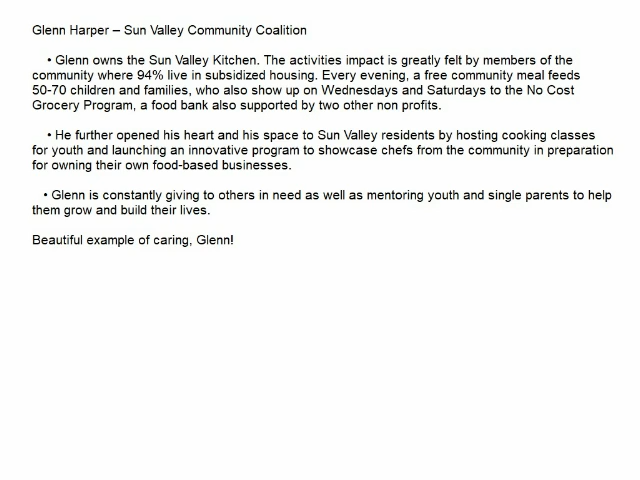 Glenn Harper – Sun Valley Community Coalition
• Glenn owns the Sun Valley Kitchen. The activities impact is greatly felt by members of the
community where 94% live in subsidized housing. Every evening, a free community meal feeds
50-70 children and families, who also show up on Wednesdays and Saturdays to the No Cost
Grocery Program, a food bank also supported by two other non profits.
• He further opened his heart and his space to Sun Valley residents by hosting cooking classes
for youth and launching an innovative program to showcase chefs from the community in preparation
for owning their own food-based businesses.
• Glenn is constantly giving to others in need as well as mentoring youth and single parents to help
them grow and build their lives.
Beautiful example of caring, Glenn!